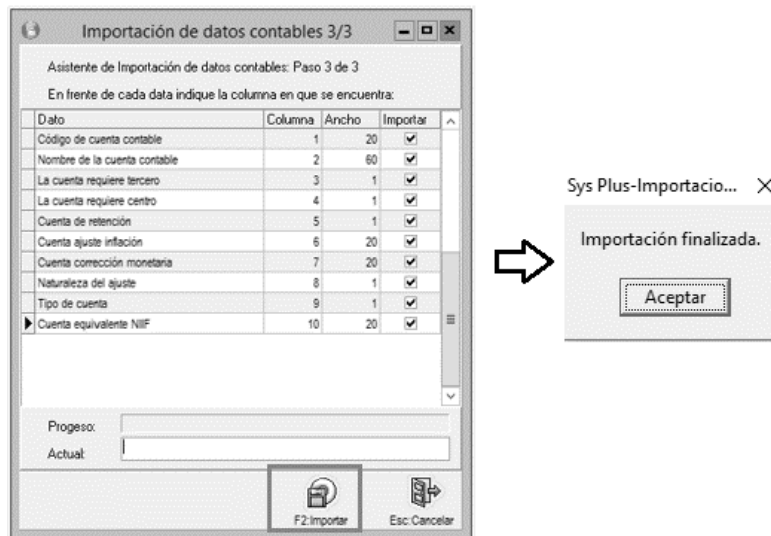 Importación de datos contables 3/3
Asistente de Importación de datos contables: Paso 3 de 3
En frente de cada data indique la columna en que se encuentra:
Dato Columna Ancho Importar
Código de cuenta contable 1 20
Nombre de la cuenta contable 2 60
La cuenta requiere tercero 3 1
La cuenta requiere centro 4 1
Cuenta de retención 5 1
Cuenta ajuste inflación 6 20
Cuenta corrección monetaria 7 20
Naturaleza del ajuste 8 1
Tipo de cuenta 9 1
Cuenta equivalente NIIF 10 20
Progeso:
Actual:
F2:Importar Esc:Cancelar
Sys Plus-Importacio...
Importación finalizada.
Aceptar